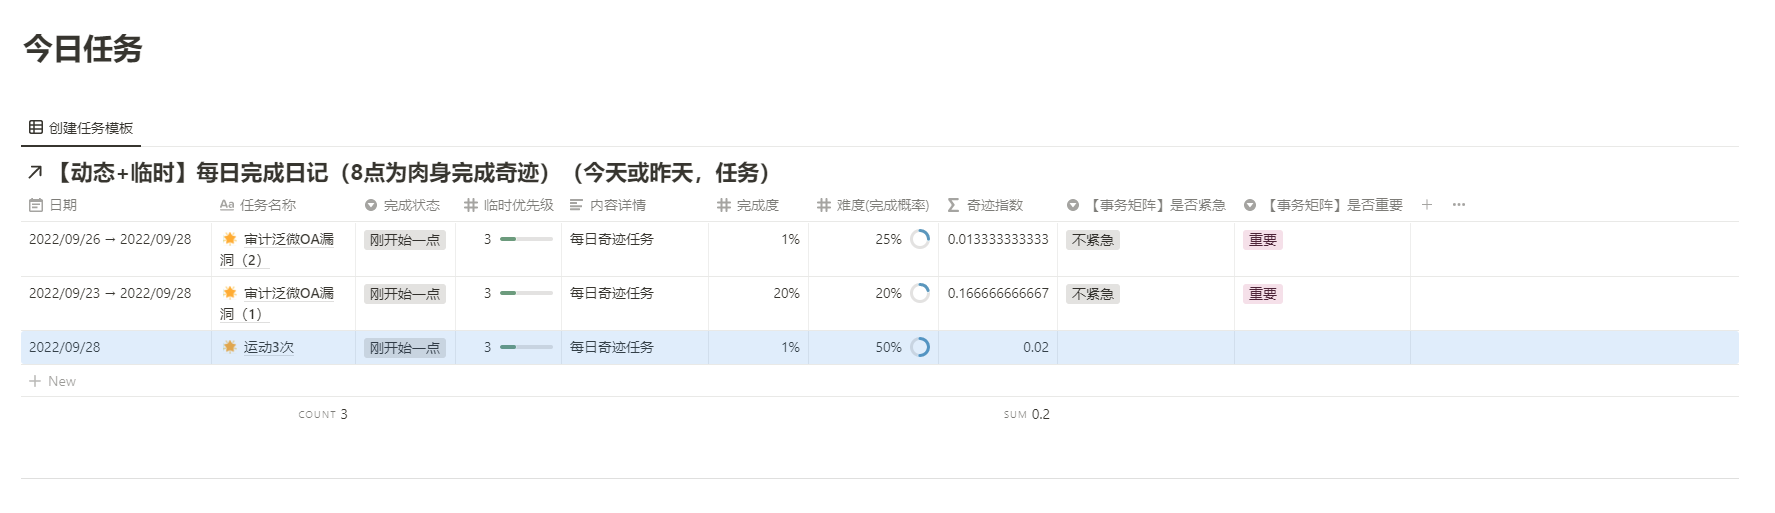 今日任务
创建任务模板
【动态+临时】每日完成日记（8点为肉身完成奇迹）（今天或昨天，任务）
日期 Aa 任务名称 完成状态 临时优先级 内容详情 完成度 难度(完成概率) 奇迹指数 【事务矩阵】是否紧急 【事务矩阵】是否重要
2022/09/26 → 2022/09/28 审计泛微OA漏 刚开始一点 3 每日奇迹任务 1% 25% 0.013333333333 不紧急 重要
洞（2）
2022/09/23 → 2022/09/28 审计泛微OA漏 刚开始一点 3 每日奇迹任务 20% 20% 0.166666666667 不紧急 重要
洞（1）
2022/09/28 运动3次 刚开始一点 3 每日奇迹任务 1% 50% 0.02
New
COUNT 3 SUM 0.2